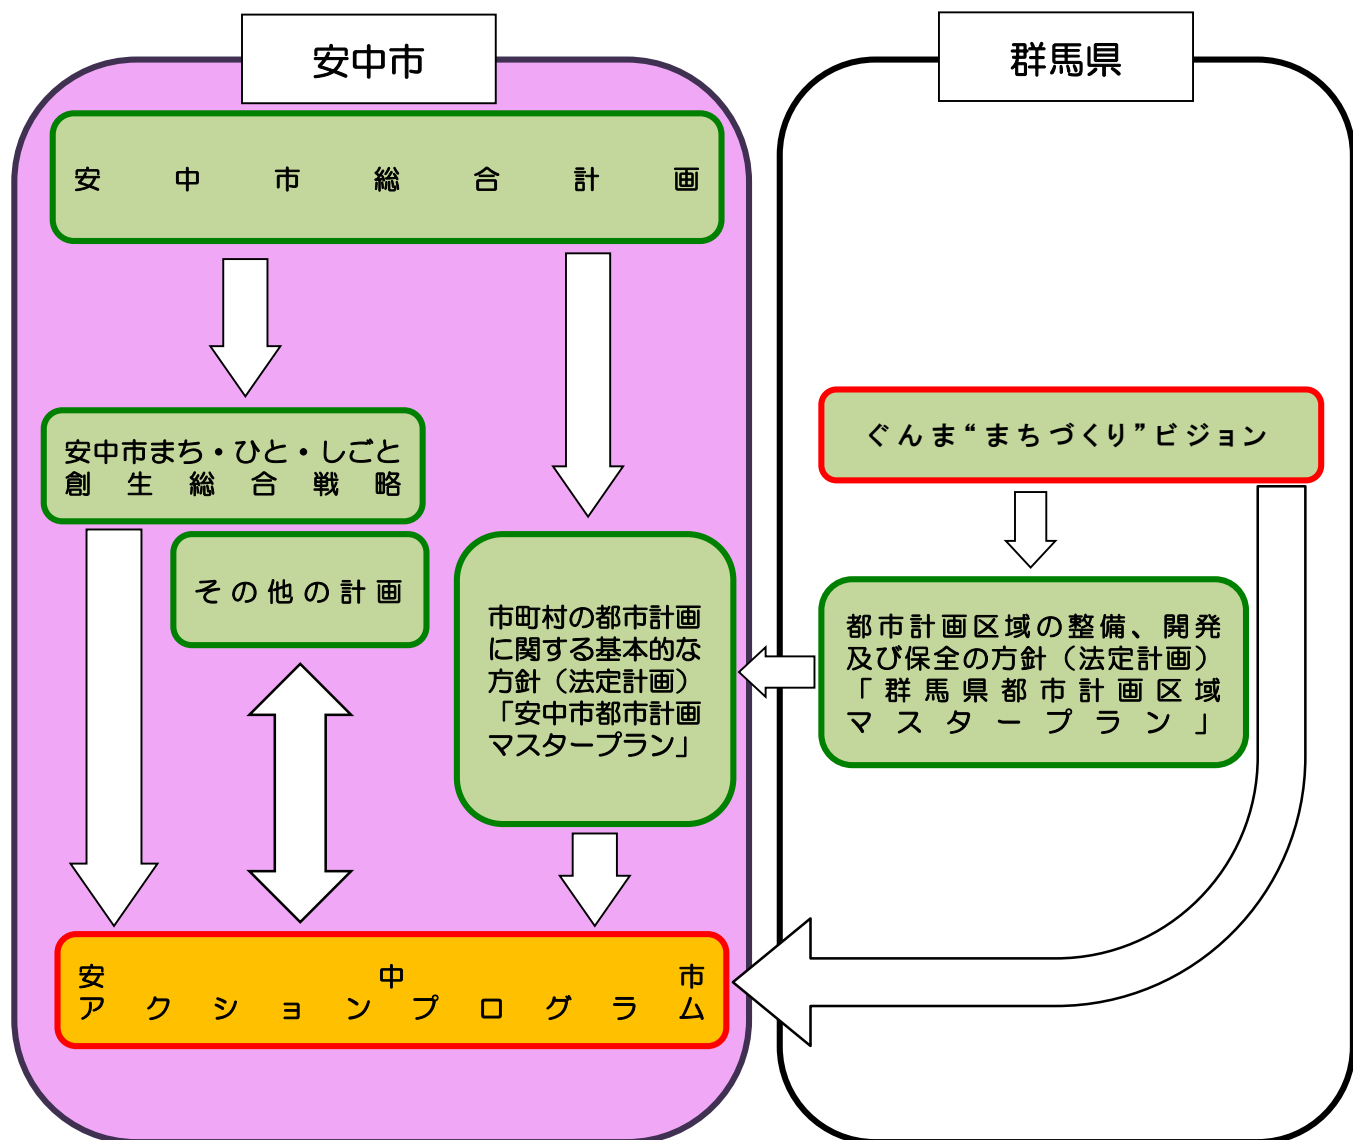 安中市
安中市総合計画
安中市まち・ひと・しごと
創生総合戦略
その他の計画
市町村の都市計画
に関する基本的な
方針（法定計画）
「安中市都市計画
マスタープラン」
安中市
アクションプログラム
群馬県
ぐんま“まちづくり”ビジョン
都市計画区域の整備、開発
及び保全の方針（法定計画）
「群馬県都市計画区域
マスタープラン」